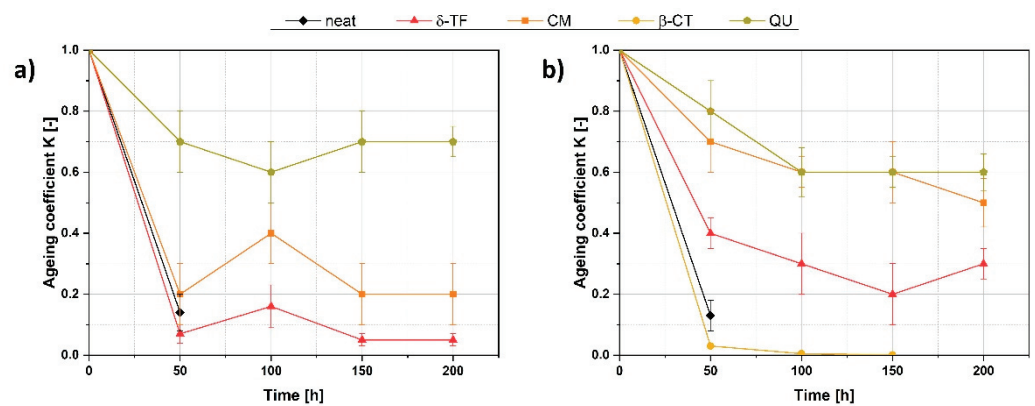 neat δ-TF CM β-CT QU
a) b)
1.0 1.0
0.8 0.8
0.6 0.6
0.4 0.4
0.2 0.2
0.0 0.0
Ageing coefficient K [-] Ageing coefficient K [-]
0 50 100 150 200 0 50 100 150 200
Time [h] Time [h]